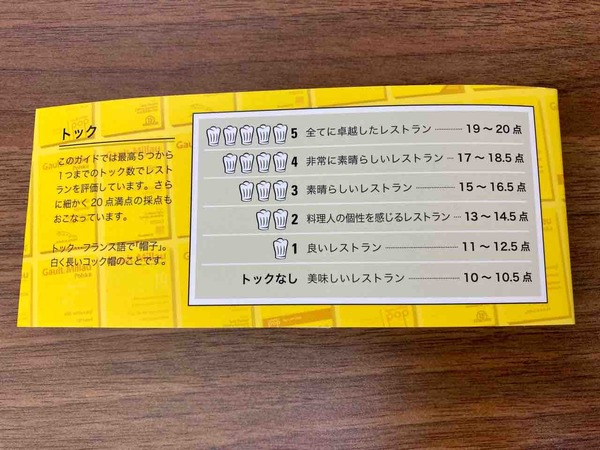 トック
このガイドでは最高5つから
1つまでのトック数でレスト
ランを評価しています。さら
に細かく20点満点の採点も
おこなっています。
トック…フランス語で「帽子」。
白く長いコック帽のことです。
5 全てに卓越したレストラン 19〜20点
4 非常に素晴らしいレストラン 17〜18.5点
3 素晴らしいレストラン 15〜16.5点
2 料理人の個性を感じるレストラン 13〜14.5点
1 良いレストラン 11〜12.5点
トックなし 美味しいレストラン 10〜10.5点
pop
Gault Millau
Gault Millau
pop